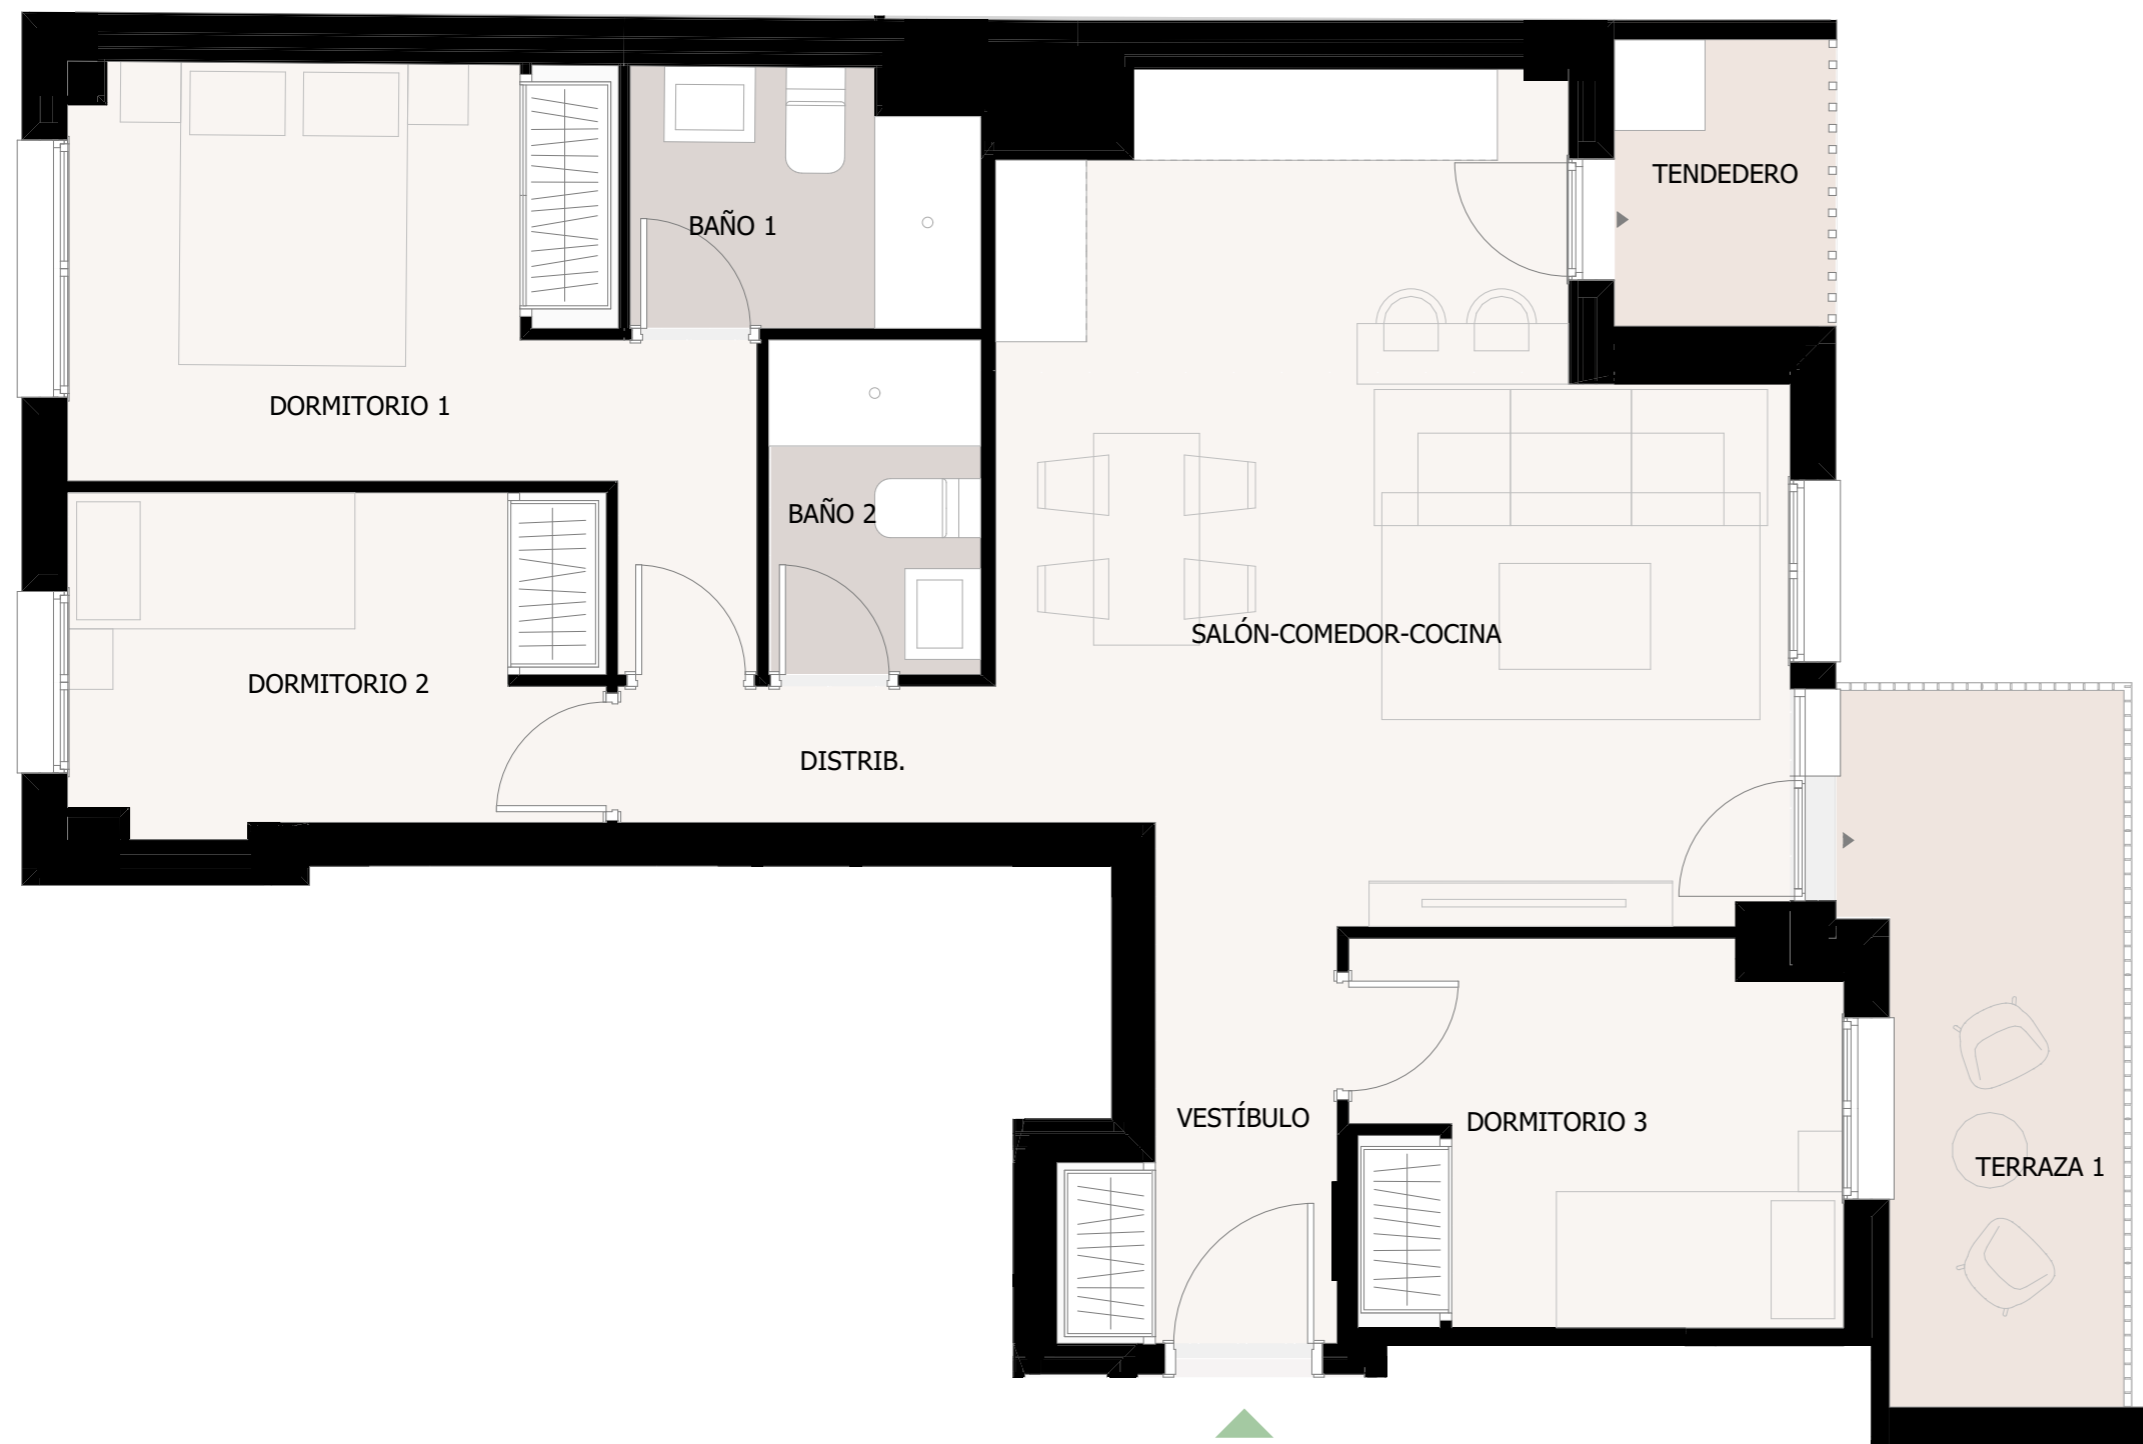 TENDEDERO
BAÑO 1
DORMITORIO 1
BAÑO 2
SALÓN-COMEDOR-COCINA
DORMITORIO 2
DISTRIB.
VESTÍBULO
DORMITORIO 3
TERRAZA 1